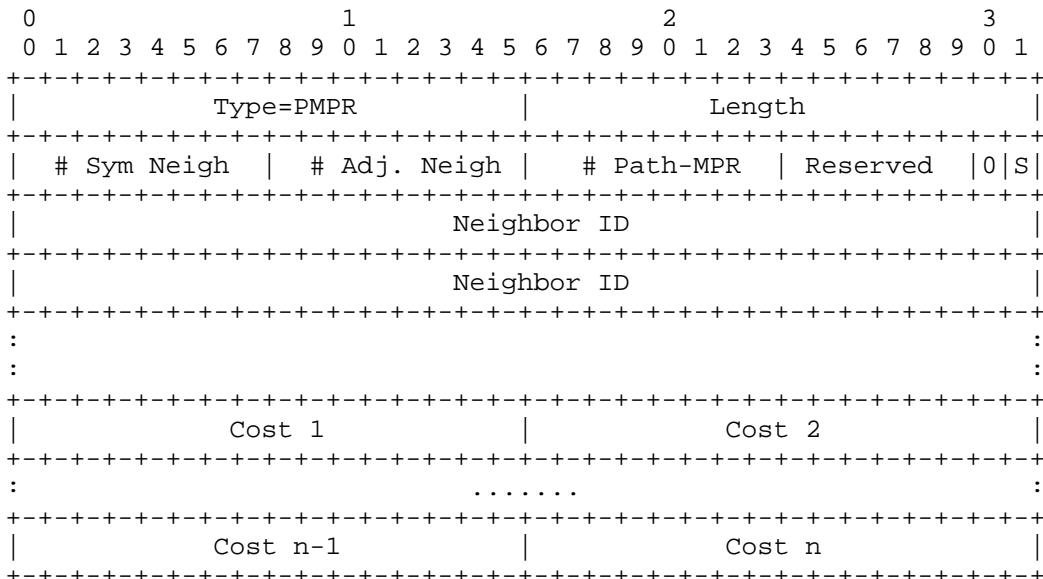 0                   1                   2                   3
 0 1 2 3 4 5 6 7 8 9 0 1 2 3 4 5 6 7 8 9 0 1 2 3 4 5 6 7 8 9 0 1
+-+-+-+-+-+-+-+-+-+-+-+-+-+-+-+-+-+-+-+-+-+-+-+-+-+-+-+-+-+-+-+-+
|            Type=PMPR          |           Length              |
+-+-+-+-+-+-+-+-+-+-+-+-+-+-+-+-+-+-+-+-+-+-+-+-+-+-+-+-+-+-+-+-+
|  # Sym Neigh  |  # Adj. Neigh |   # Path-MPR  | Reserved  |0|S|
+-+-+-+-+-+-+-+-+-+-+-+-+-+-+-+-+-+-+-+-+-+-+-+-+-+-+-+-+-+-+-+-+
|                           Neighbor ID                         |
+-+-+-+-+-+-+-+-+-+-+-+-+-+-+-+-+-+-+-+-+-+-+-+-+-+-+-+-+-+-+-+-+
|                           Neighbor ID                         |
+-+-+-+-+-+-+-+-+-+-+-+-+-+-+-+-+-+-+-+-+-+-+-+-+-+-+-+-+-+-+-+-+
:                                                               :
:                                                               :
+-+-+-+-+-+-+-+-+-+-+-+-+-+-+-+-+-+-+-+-+-+-+-+-+-+-+-+-+-+-+-+-+
|             Cost 1            |            Cost 2             |
+-+-+-+-+-+-+-+-+-+-+-+-+-+-+-+-+-+-+-+-+-+-+-+-+-+-+-+-+-+-+-+-+
:                            .......                            :
+-+-+-+-+-+-+-+-+-+-+-+-+-+-+-+-+-+-+-+-+-+-+-+-+-+-+-+-+-+-+-+-+
|            Cost n-1           |            Cost n             |
+-+-+-+-+-+-+-+-+-+-+-+-+-+-+-+-+-+-+-+-+-+-+-+-+-+-+-+-+-+-+-+-+